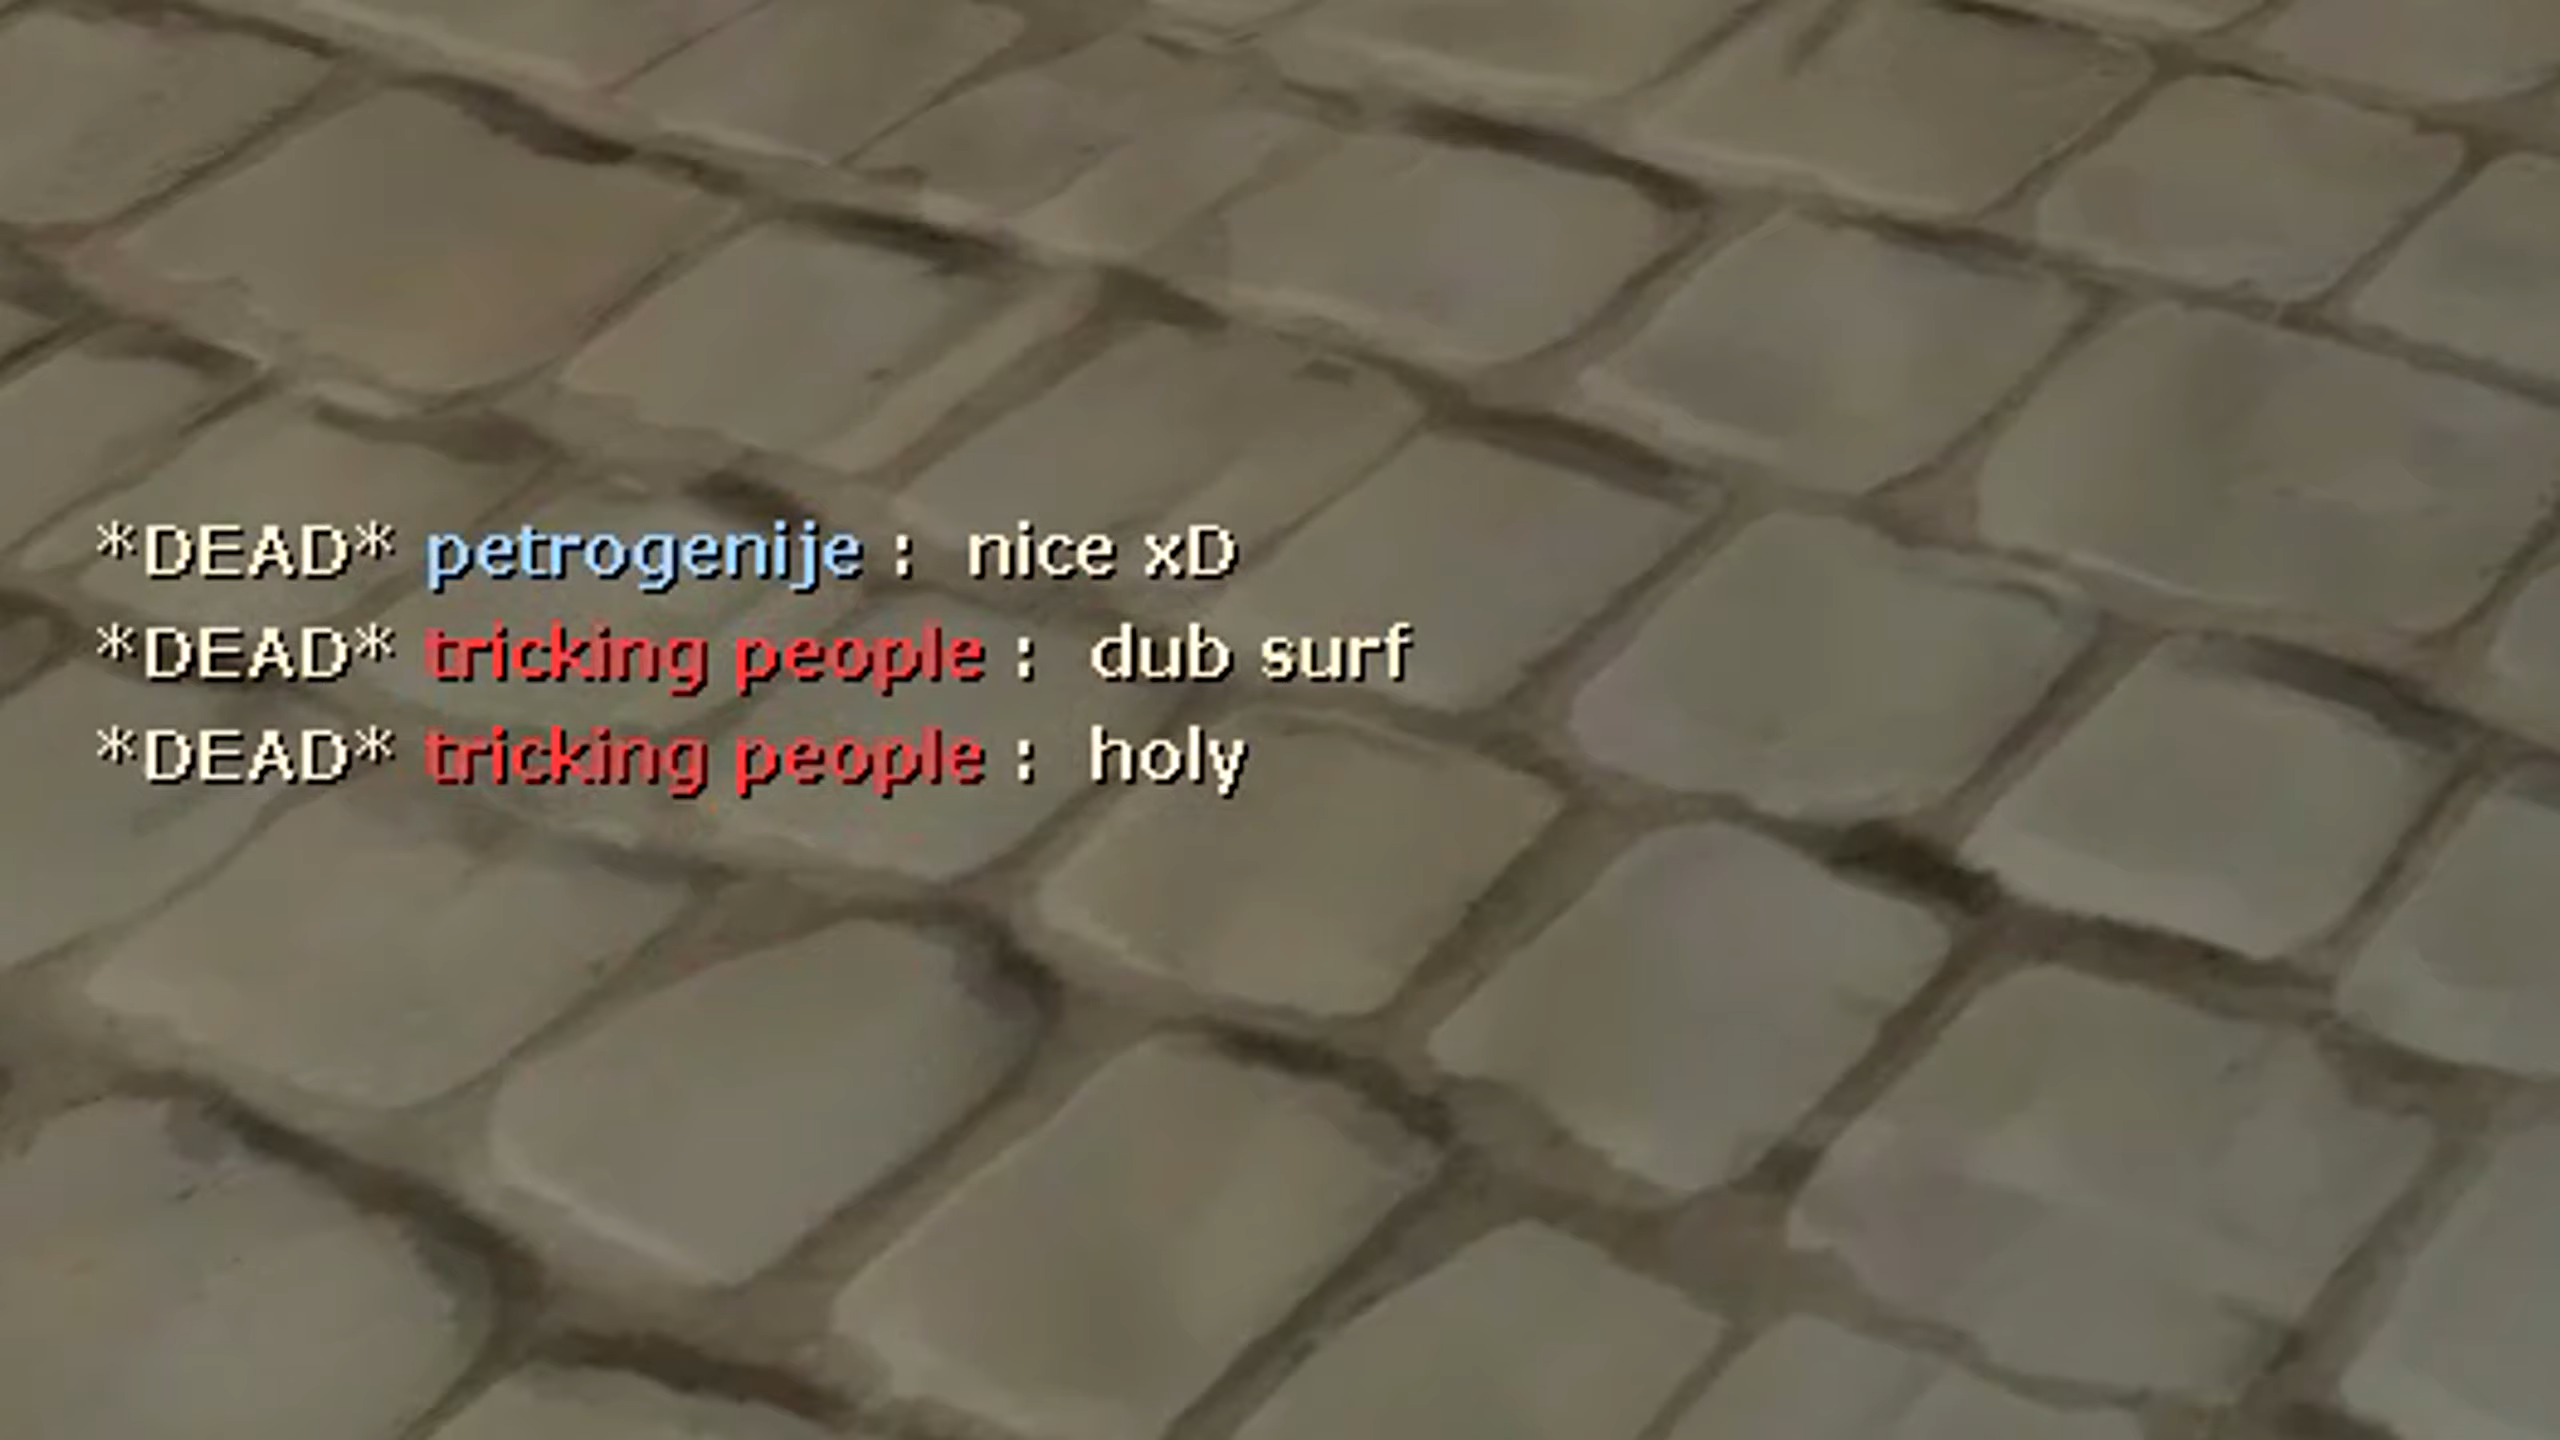 *DEAD* petrogenije :  nice xD
*DEAD* tricking people :  dub surf
*DEAD* tricking people :  holy